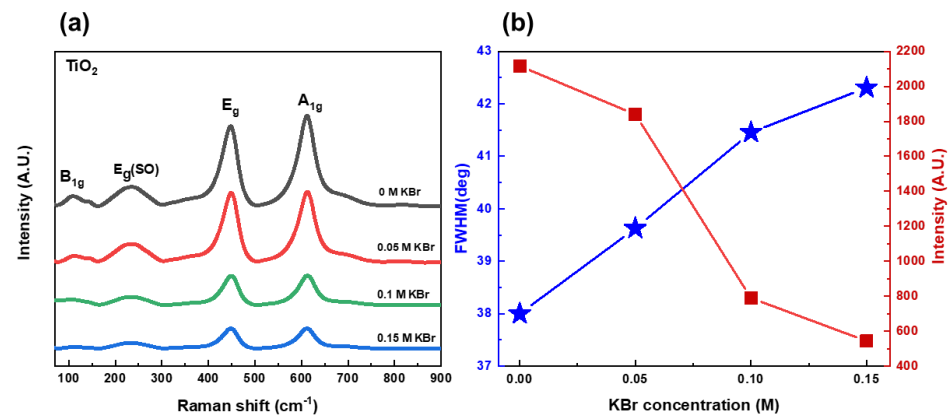 (a)
TiO2
B1g
Eg(SO)
Eg
A1g
0 M KBr
0.05 M KBr
0.1 M KBr
0.15 M KBr
Intensity (A.U.)
100 200 300 400 500 600 700 800 900
Raman shift (cm-1)
(b)
43
42
41
40
39
38
37
FWHM(deg)
2200
2000
1800
1600
1400
1200
1000
800
600
400
Intensity (A.U.)
0.00 0.05 0.10 0.15
KBr concentration (M)